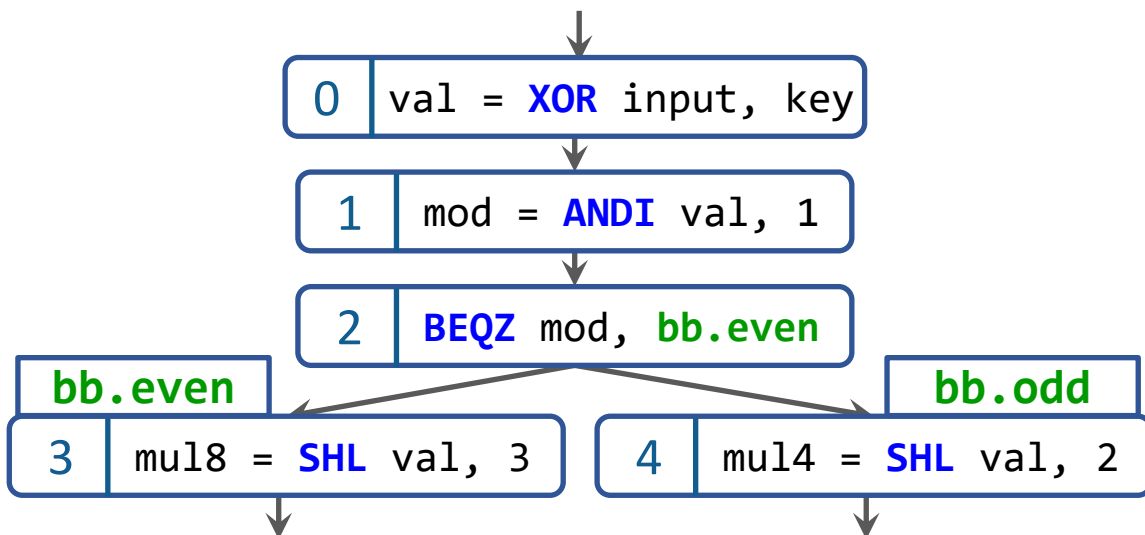 0 val = XOR input, key
1 mod = ANDI val, 1
2 BEQZ mod, bb.even
bb.even
3 mul8 = SHL val, 3
bb.odd
4 mul4 = SHL val, 2